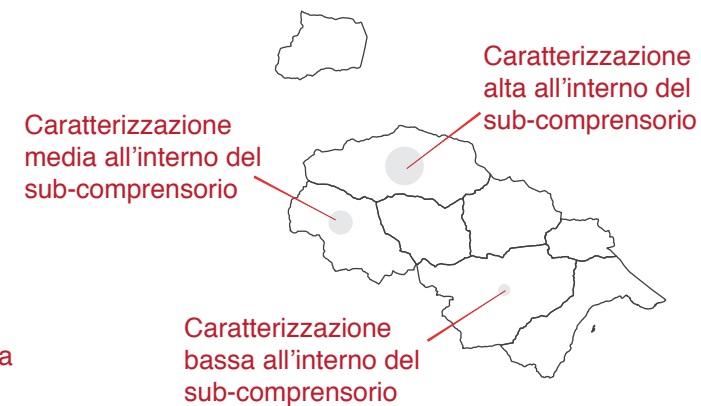 Caratterizzazione
alta all'interno del
sub-comprensorio
Caratterizzazione
media all'interno del
sub-comprensorio
Caratterizzazione
bassa all'interno del
sub-comprensorio
a